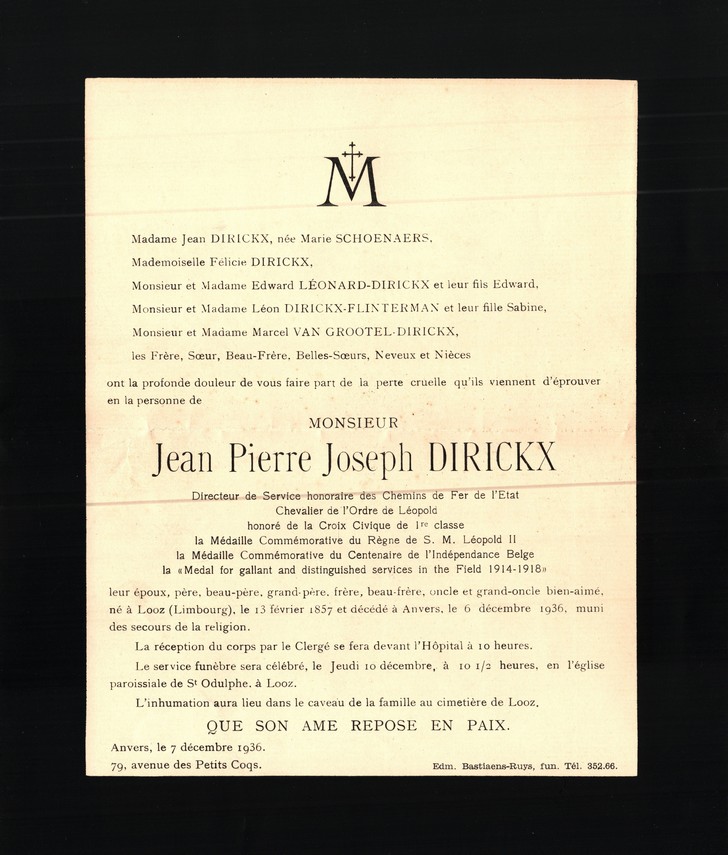 M
Madame Jean DIRICKX, née Marie SCHOENAERS.
Mademoiselle Félicie DIRICKX,
Monsieur et Madame Edward LÉONARD-DIRICKX et leur fils Edward,
Monsieur et Madame Léon DIRICKX-FLINTERMAN et leur fille Sabine,
Monsieur et Madame Marcel VAN GROOTEL-DIRICKX,
les Frère, Sœur, Beau-Frère, Belles-Sœurs, Neveux et Nièces
ont la profonde douleur de vous faire part de la perte cruelle qu'ils viennent d'éprouver
en la personne de
MONSIEUR
Jean Pierre Joseph DIRICKX
Directeur de Service honoraire des Chemins de Fer de l'Etat
Chevalier de l'Ordre de Léopold
honoré de la Croix Civique de 1re classe
la Médaille Commémorative du Règne de S. M. Léopold II
la Médaille Commémorative du Centenaire de l'Indépendance Belge
la «Medal for gallant and distinguished services in the Field 1914-1918»
leur époux, père, beau-père, grand-père, frère, beau-frère, oncle et grand-oncle bien-aimé,
né à Looz (Limbourg), le 13 février 1857 et décédé à Anvers, le 6 décembre 1936, muni
des secours de la religion.
La réception du corps par le Clergé se fera devant l'Hôpital à 10 heures.
Le service funèbre sera célébré, le Jeudi 10 décembre, à 10 1/2 heures, en l'église
paroissiale de St Odulphe, à Looz.
L'inhumation aura lieu dans le caveau de la famille au cimetière de Looz.
QUE SON AME REPOSE EN PAIX.
Anvers, le 7 décembre 1936.
79, avenue des Petits Coqs.
Edm. Bastiaens-Ruys, fun. Tél. 352.66.